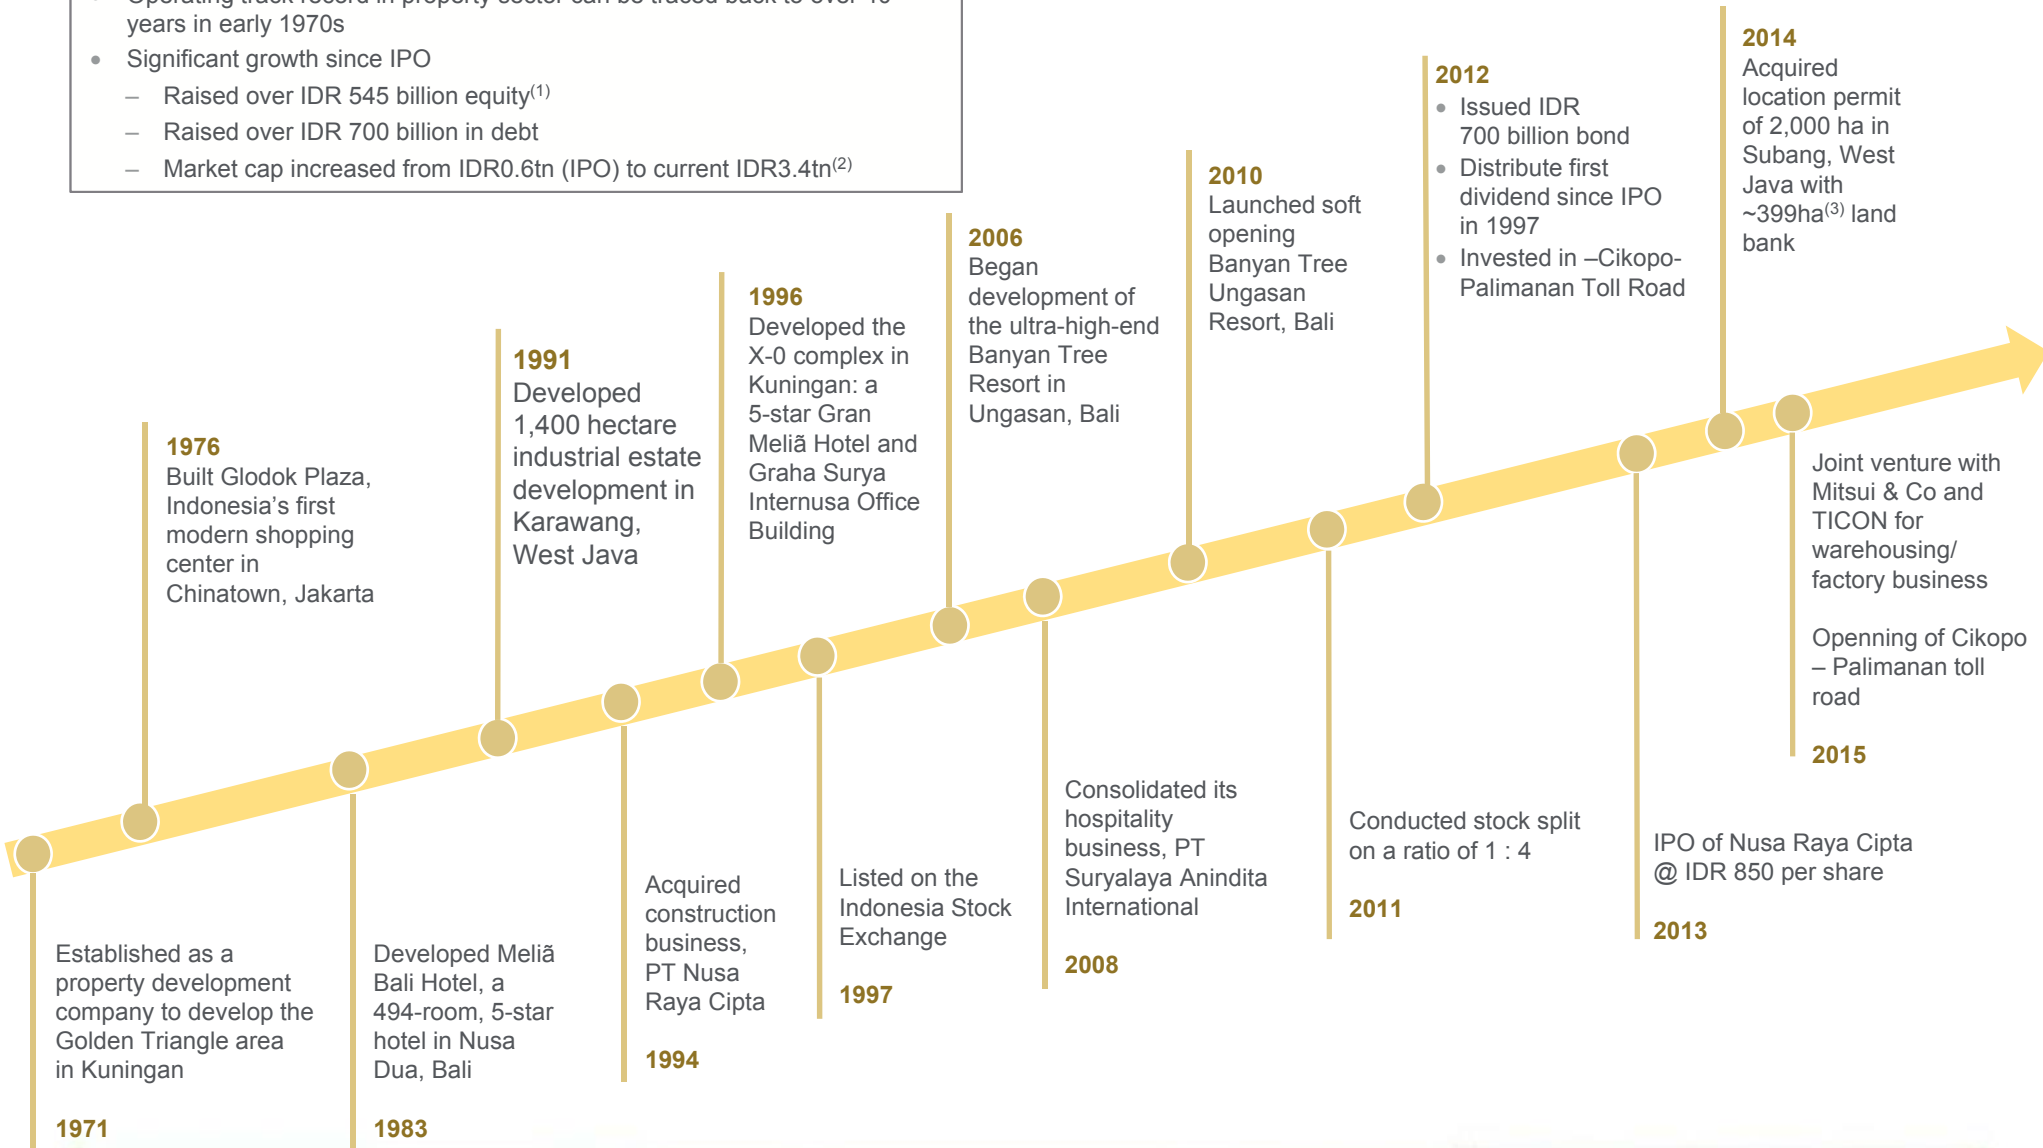 years in early 1970s
• Significant growth since IPO
– Raised over IDR 545 billion equity(1)
– Raised over IDR 700 billion in debt
– Market cap increased from IDR0.6tn (IPO) to current IDR3.4tn(2)
1971
Established as a
property development
company to develop the
Golden Triangle area
in Kuningan
1976
Built Glodok Plaza,
Indonesia’s first
modern shopping
center in
Chinatown, Jakarta
Developed Meliã
Bali Hotel, a
494-room, 5-star
hotel in Nusa
Dua, Bali
1983
1991
Developed
1,400 hectare
industrial estate
development in
Karawang,
West Java
Acquired
construction
business,
PT Nusa
Raya Cipta
1994
1996
Developed the
X-0 complex in
Kuningan: a
5-star Gran
Meliã Hotel and
Graha Surya
Internusa Office
Building
Listed on the
Indonesia Stock
Exchange
1997
2006
Began
development of
the ultra-high-end
Banyan Tree
Resort in
Ungasan, Bali
Consolidated its
hospitality
business, PT
Suryalaya Anindita
International
2008
2010
Launched soft
opening
Banyan Tree
Ungasan
Resort, Bali
Conducted stock split
on a ratio of 1 : 4
2011
2012
• Issued IDR
700 billion bond
• Distribute first
dividend since IPO
in 1997
• Invested in –Cikopo-
Palimanan Toll Road
IPO of Nusa Raya Cipta
@ IDR 850 per share
2013
2014
Acquired
location permit
of 2,000 ha in
Subang, West
Java with
~399ha(3) land
bank
Joint venture with
Mitsui & Co and
TICON for
warehousing/
factory business
Openning of Cikopo
– Palimanan toll
road
2015